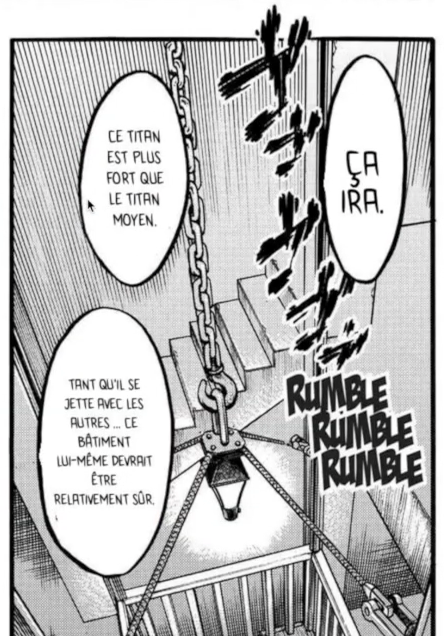 ÇA
IRA.
CE TITAN
EST PLUS
FORT QUE
LE TITAN
MOYEN.
TANT QU'IL SE
JETTE AVEC LES
AUTRES ... CE
BÂTIMENT
LUI-MÊME DEVRAIT
ÊTRE
RELATIVEMENT SÛR.
RUMBLE
RUMBLE
RUMBLE